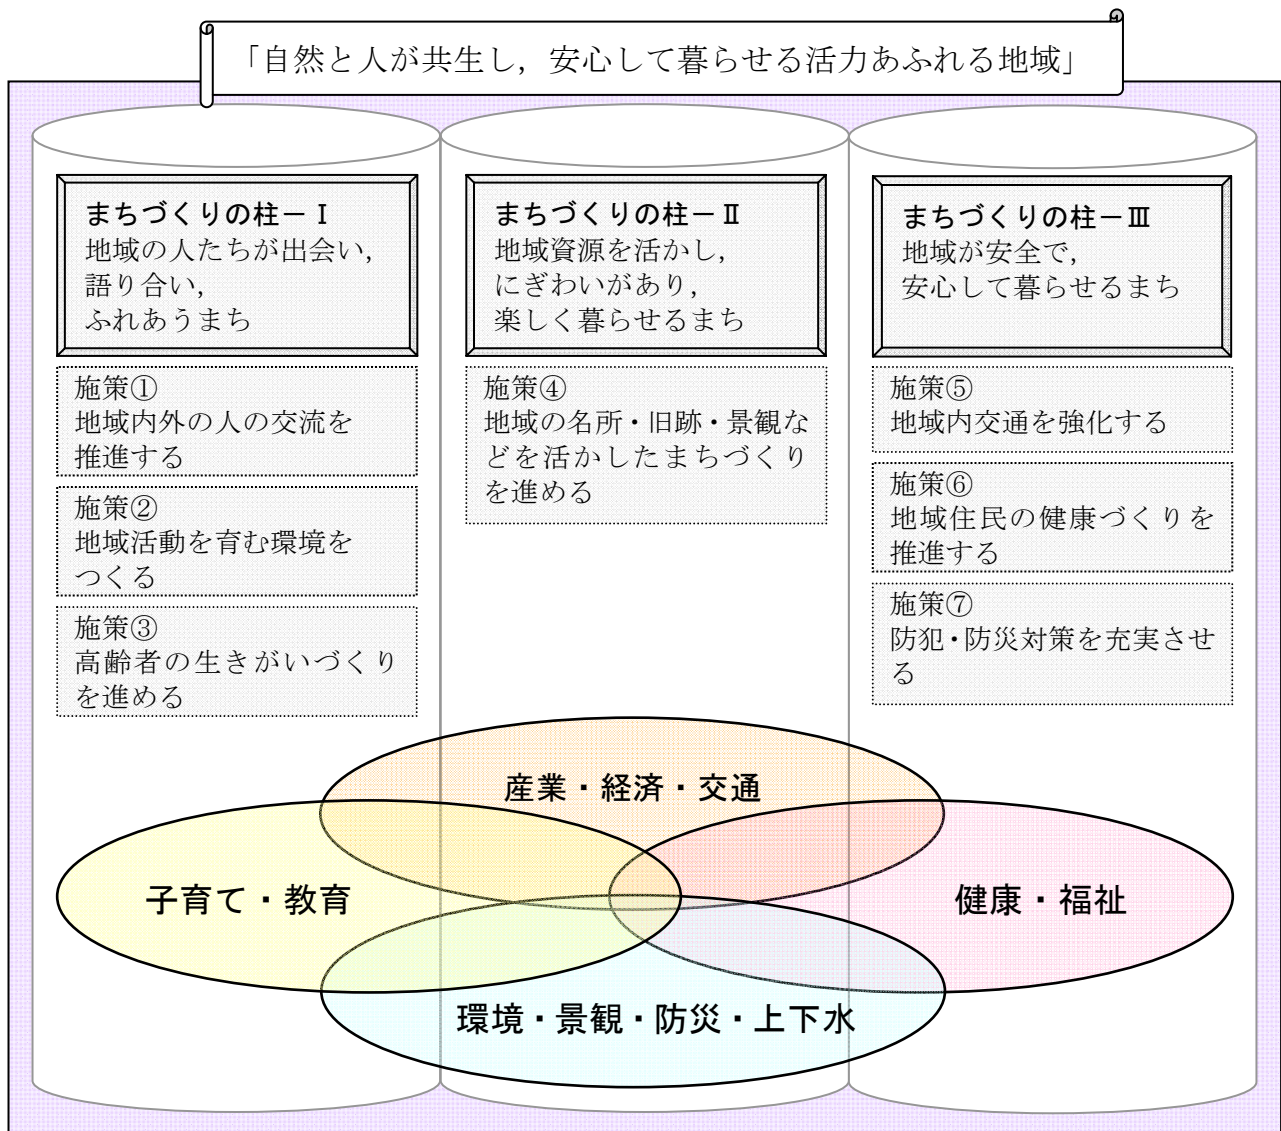 「自然と人が共生し，安心して暮らせる活力あふれる地域」
まちづくりの柱－Ⅰ
地域の人たちが出会い，
語り合い，
ふれあうまち
施策①
地域内外の人の交流を
推進する
施策②
地域活動を育む環境を
つくる
施策③
高齢者の生きがいづくり
を進める
まちづくりの柱－Ⅱ
地域資源を活かし，
にぎわいがあり，
楽しく暮らせるまち
施策④
地域の名所・旧跡・景観な
どを活かしたまちづくり
を進める
まちづくりの柱－Ⅲ
地域が安全で，
安心して暮らせるまち
施策⑤
地域内交通を強化する
施策⑥
地域住民の健康づくりを
推進する
施策⑦
防犯・防災対策を充実させ
る
産業・経済・交通
子育て・教育
健康・福祉
環境・景観・防災・上下水